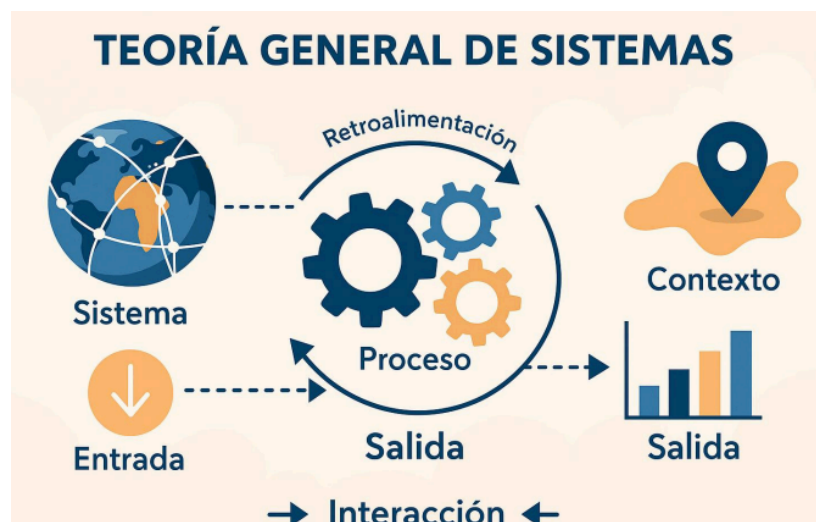 TEORÍA GENERAL DE SISTEMAS
Retroalimentación
Sistema
Contexto
Proceso
Entrada
Salida
Salida
Interacción